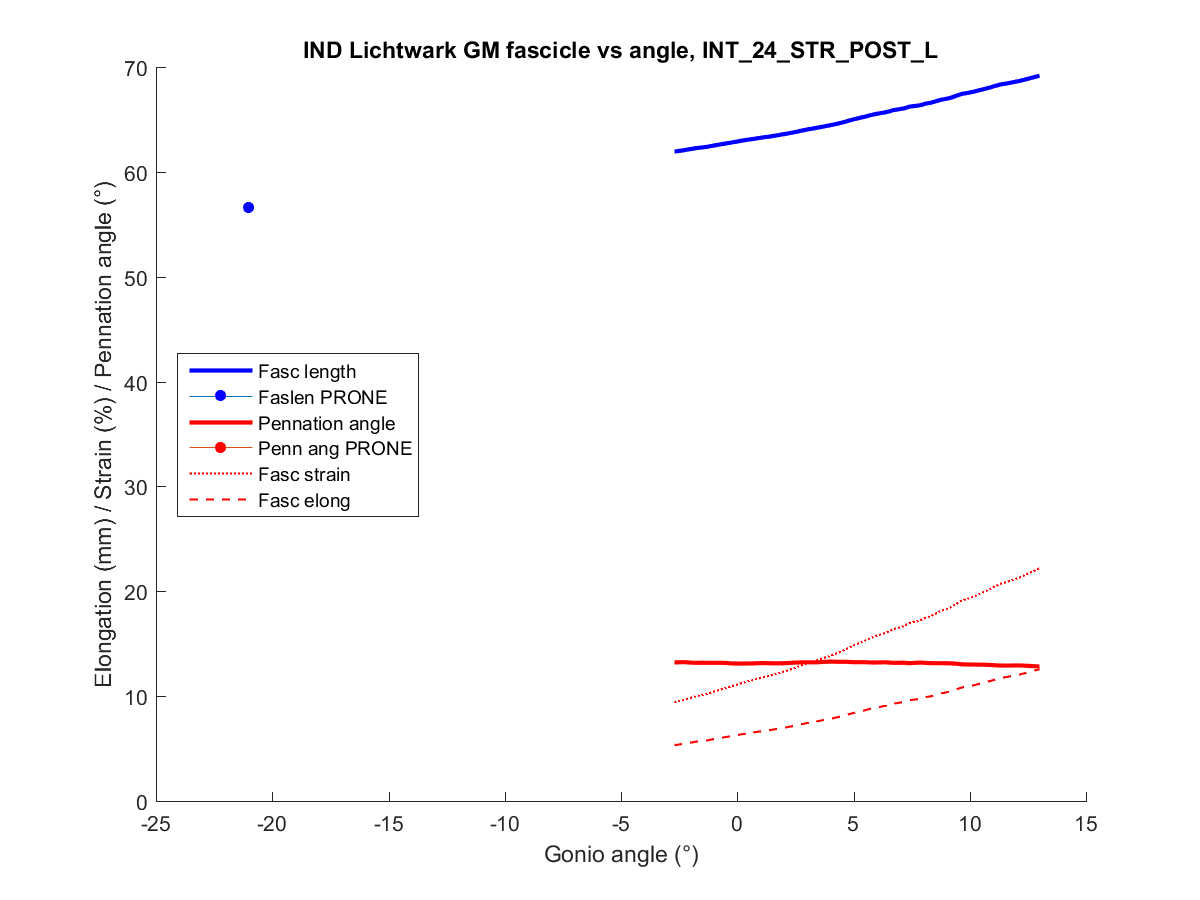 IND Lichtwark GM fascicle vs angle, INT_24_STR_POST_L
70
60
50
40
30
20
10
0
Elongation (mm) / Strain (%) / Pennation angle (°)
Fasc length
Faslen PRONE
Pennation angle
Penn ang PRONE
Fasc strain
Fasc elong
-25
-20
-15
-10
-5
0
5
10
15
Gonio angle (°)